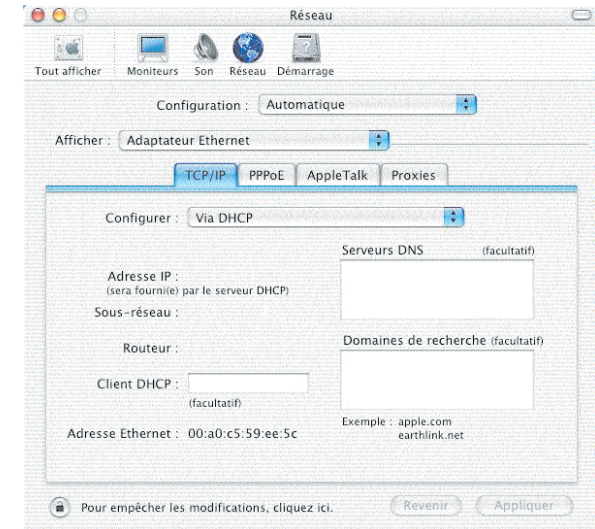 Réseau
Tout afficher Moniteurs Son Réseau Démarrage
Configuration : Automatique
Afficher : Adaptateur Ethernet
TCP/IP PPPoE AppleTalk Proxies
Configurer : Via DHCP
Serveurs DNS (facultatif)
Adresse IP :
(sera fourni(e) par le serveur DHCP)
Sous-réseau :
Routeur :
Domaines de recherche (facultatif)
Client DHCP :
(facultatif)
Exemple : apple.com
earthlink.net
Adresse Ethernet : 00:a0:c5:59:ee:5c
Pour empêcher les modifications, cliquez ici.
Revenir Appliquer